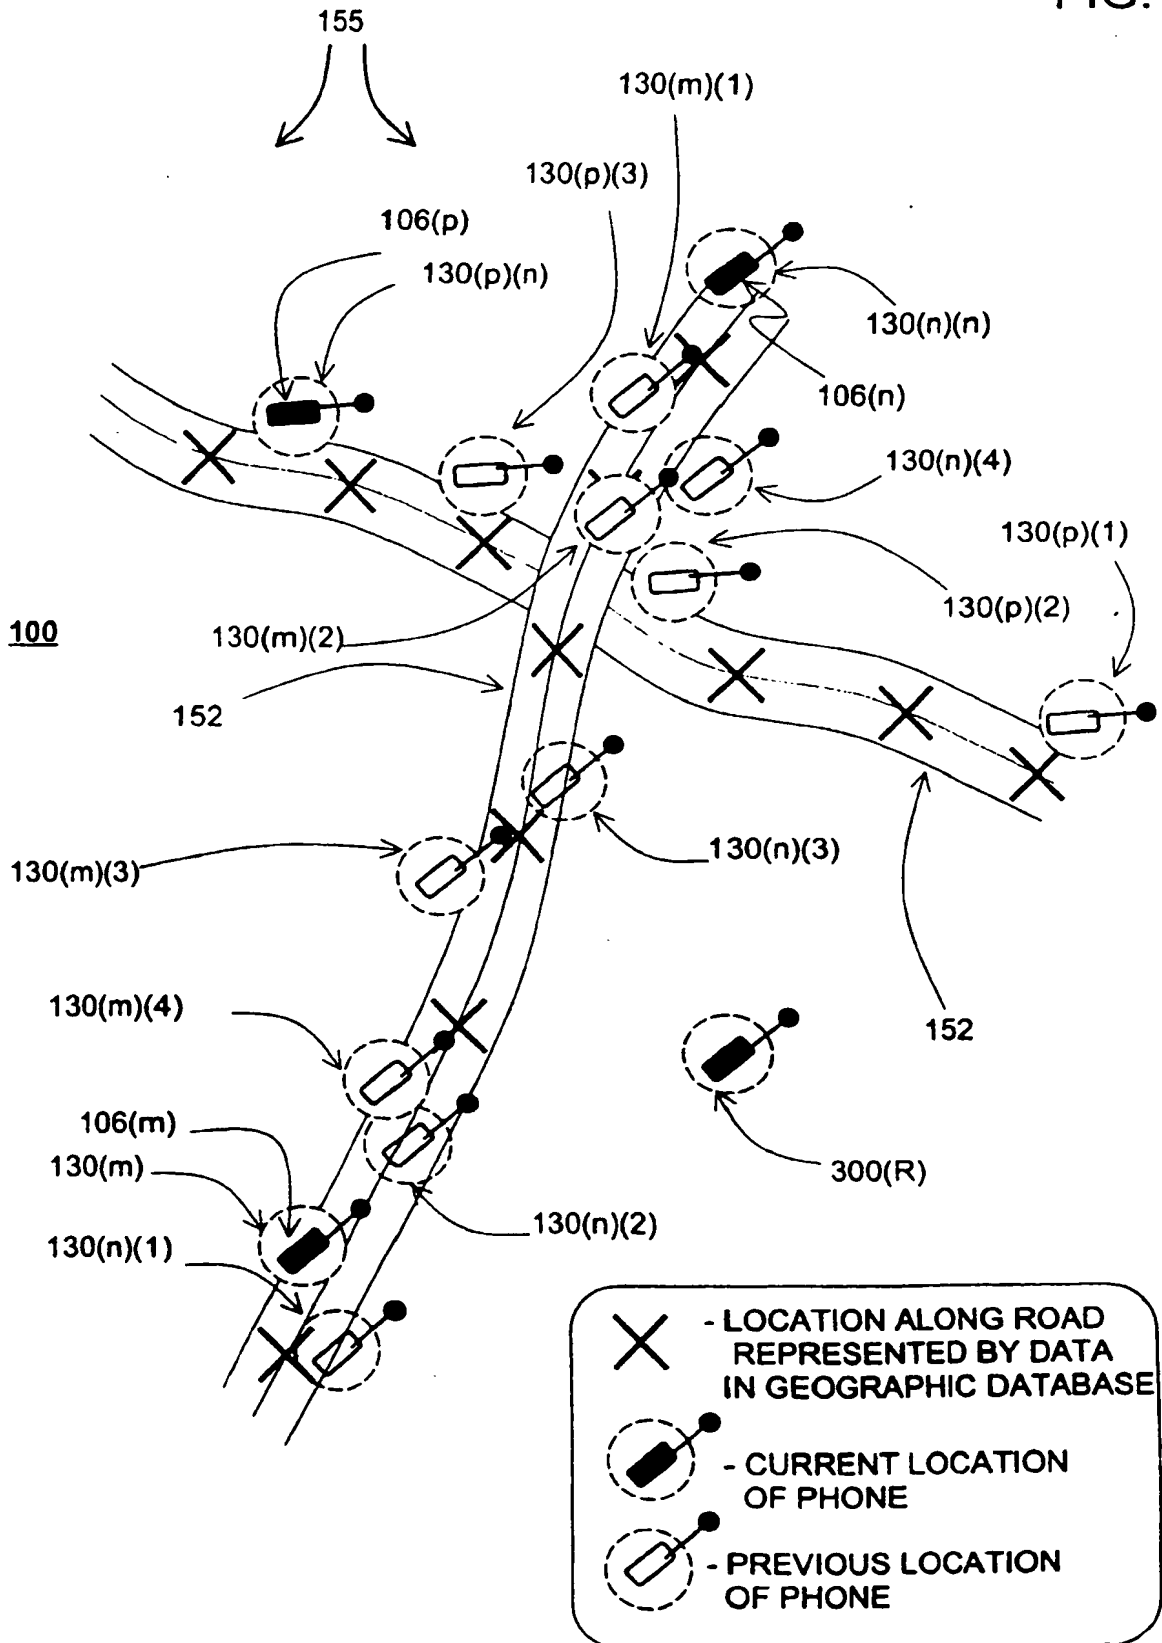 FIG.
155
130(m)(1)
130(p)(3)
106(p)
130(p)(n)
130(n)(n)
106(n)
130(n)(4)
130(p)(1)
130(p)(2)
100
130(m)(2)
152
130(n)(3)
130(m)(3)
130(m)(4)
152
106(m)
130(m)
300(R)
130(n)(2)
130(n)(1)
- LOCATION ALONG ROAD
REPRESENTED BY DATA
IN GEOGRAPHIC DATABASE
- CURRENT LOCATION
OF PHONE
- PREVIOUS LOCATION
OF PHONE